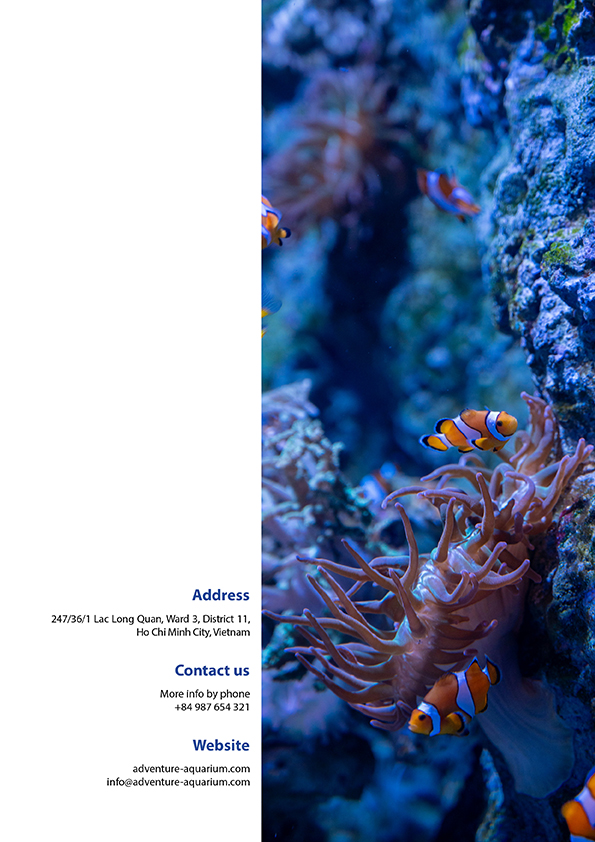 Address
247/36/1 Lac Long Quan, Ward 3, District 11,
Ho Chi Minh City, Vietnam
Contact us
More info by phone
+84 987 654 321
Website
adventure-aquarium.com
info@adventure-aquarium.com